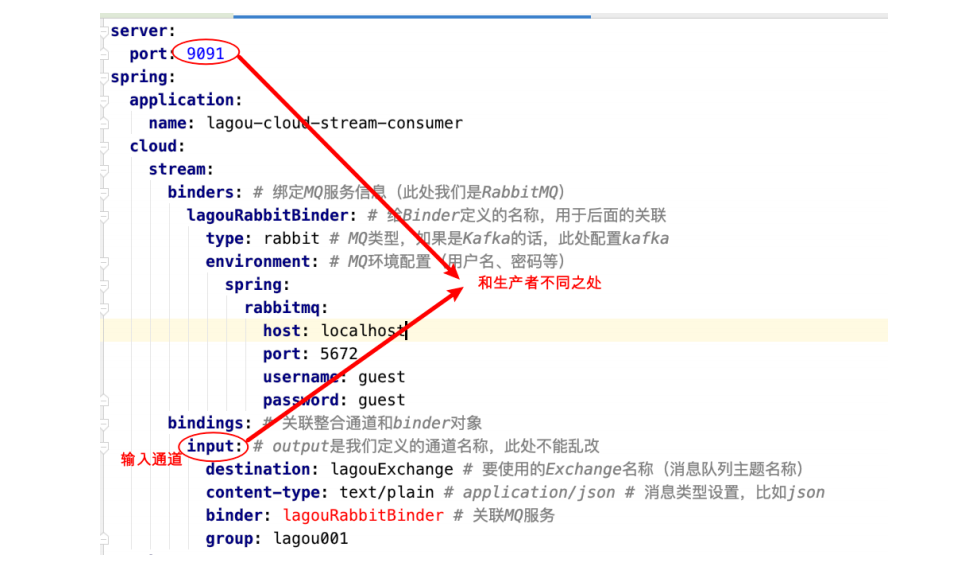 server:
  port: 9091
spring:
  application:
    name: lagou-cloud-stream-consumer
  cloud:
    stream:
      binders: # 绑定MQ服务信息（此处我们是RabbitMQ）
        lagouRabbitBinder: # 给Binder定义的名称，用于后面的关联
          type: rabbit # MQ类型，如果是Kafka的话，此处配置kafka
          environment: # MQ环境配置（用户名、密码等）
            spring:
和生产者不同之处
              rabbitmq:
                host: localhost
                port: 5672
                username: guest
                password: guest
      bindings: # 关联整合通道和binder对象
        input: # output是我们定义的通道名称，此处不能乱改
输入通道
          destination: lagouExchange # 要使用的Exchange名称（消息队列主题名称）
          content-type: text/plain # application/json # 消息类型设置，比如json
          binder: lagouRabbitBinder # 关联MQ服务
          group: lagou001